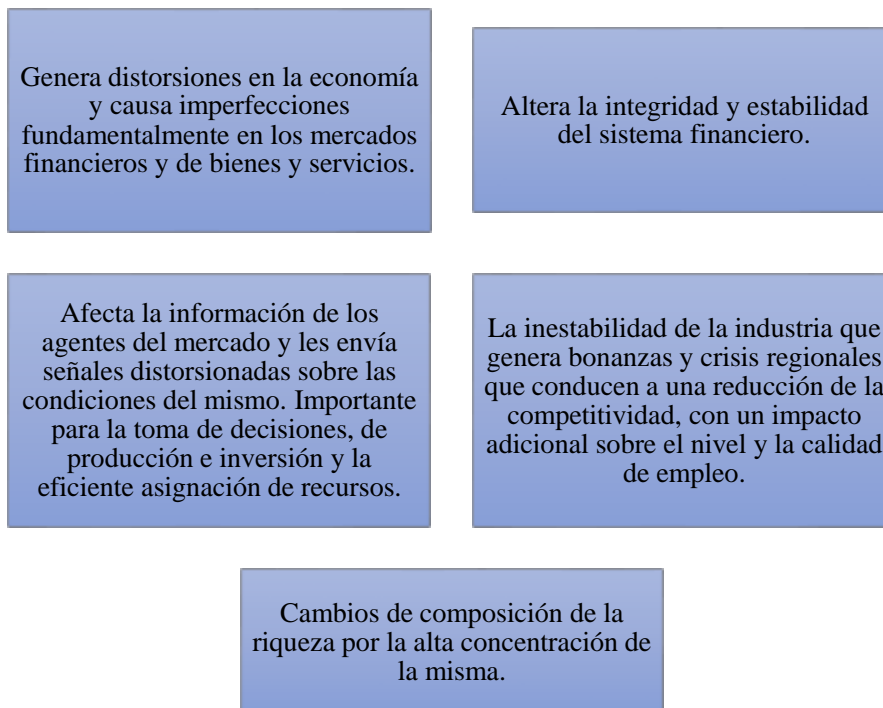 Genera distorsiones en la economía
y causa imperfecciones
fundamentalmente en los mercados
financieros y de bienes y servicios.
Altera la integridad y estabilidad
del sistema financiero.
Afecta la información de los
agentes del mercado y les envía
señales distorsionadas sobre las
condiciones del mismo. Importante
para la toma de decisiones, de
producción e inversión y la
eficiente asignación de recursos.
La inestabilidad de la industria que
genera bonanzas y crisis regionales
que conducen a una reducción de la
competitividad, con un impacto
adicional sobre el nivel y la calidad
de empleo.
Cambios de composición de la
riqueza por la alta concentración de
la misma.